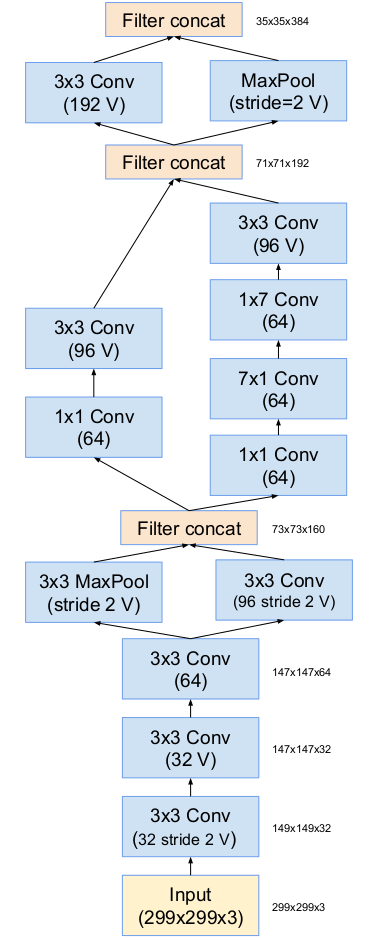 Filter concat
35x35x384
3x3 Conv
(192 V)
MaxPool
(stride=2 V)
Filter concat
71x71x192
3x3 Conv
(96 V)
1x7 Conv
(64)
3x3 Conv
(96 V)
7x1 Conv
(64)
1x1 Conv
(64)
1x1 Conv
(64)
Filter concat
73x73x160
3x3 MaxPool
(stride 2 V)
3x3 Conv
(96 stride 2 V)
3x3 Conv
(64)
147x147x64
3x3 Conv
(32 V)
147x147x32
3x3 Conv
(32 stride 2 V)
149x149x32
Input
(299x299x3)
299x299x3